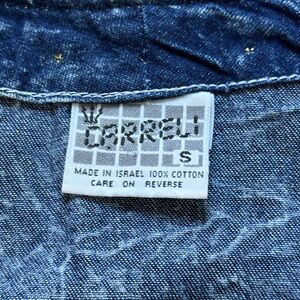 CARRELI
S
MADE IN ISRAEL 100% COTTON
CARE ON REVERSE